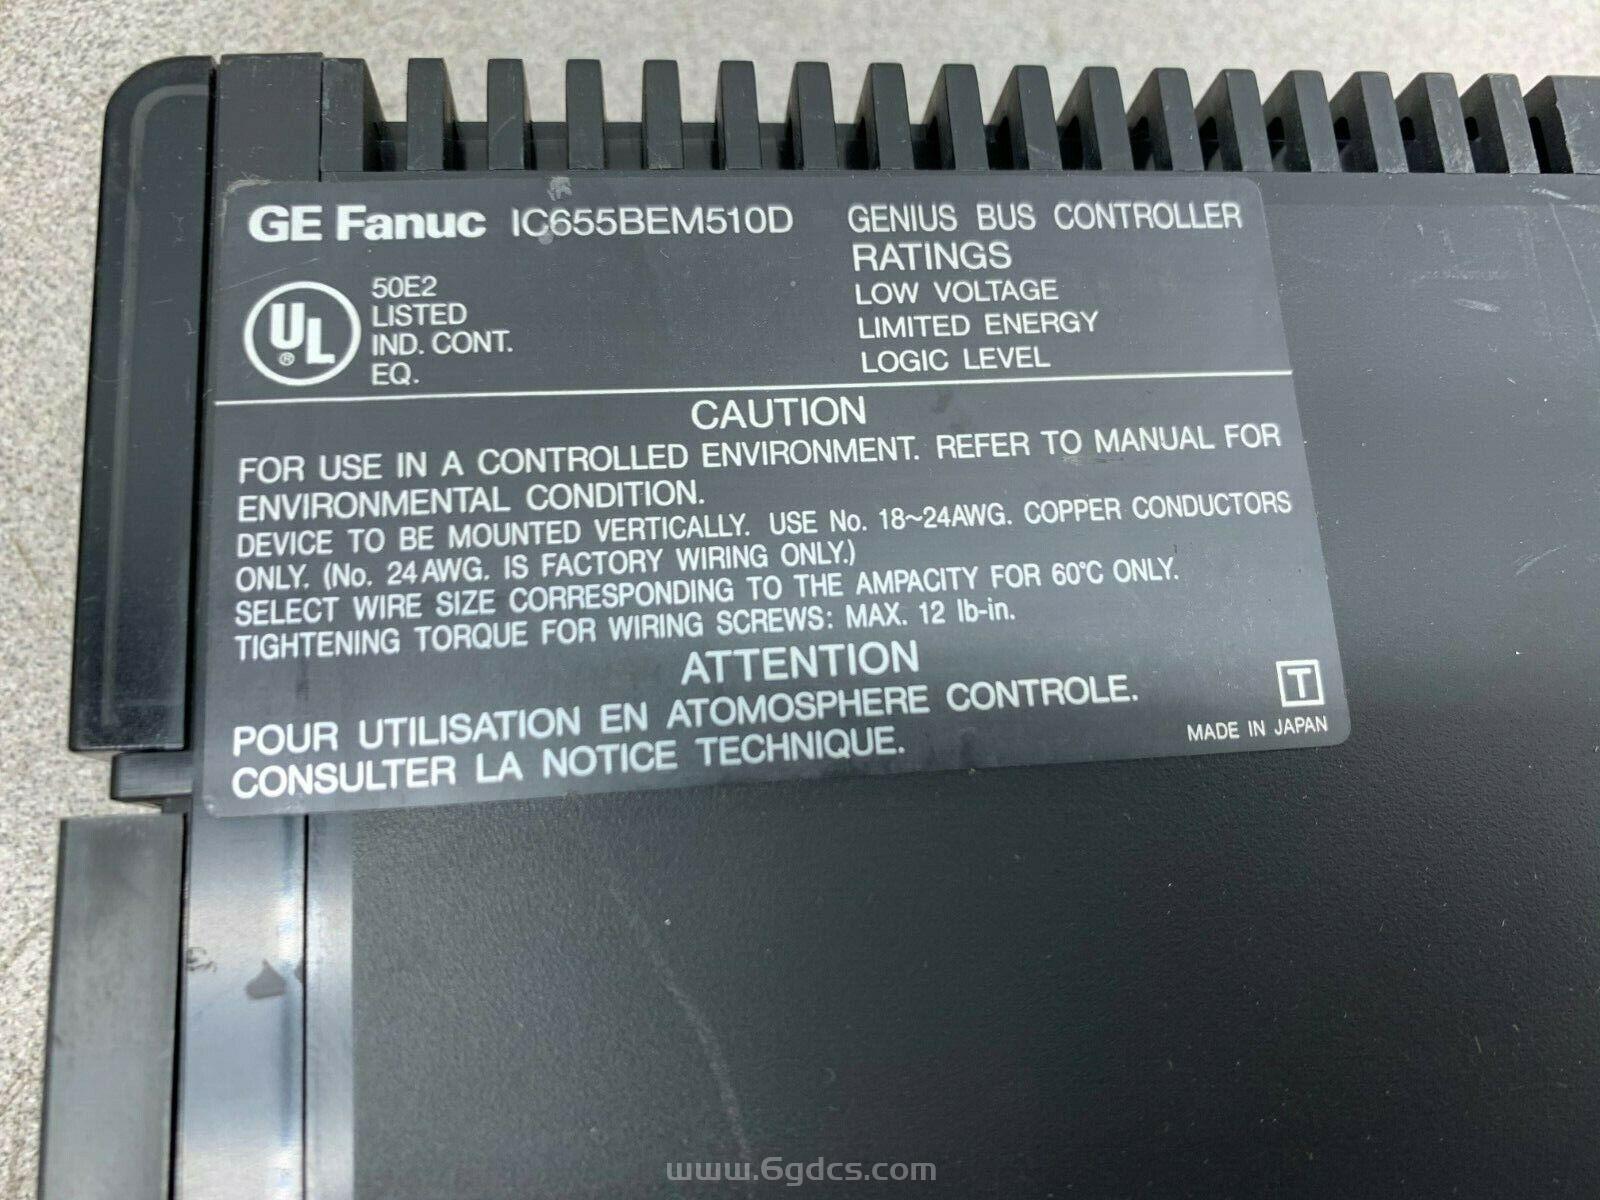 GE Fanuc IC655BEM510D GENIUS BUS CONTROLLER
RATINGS
LOW VOLTAGE
LIMITED ENERGY
LOGIC LEVEL
UL ®
50E2
LISTED
IND. CONT.
EQ.
CAUTION
FOR USE IN A CONTROLLED ENVIRONMENT. REFER TO MANUAL FOR
ENVIRONMENTAL CONDITION.
DEVICE TO BE MOUNTED VERTICALLY. USE No. 18~24AWG. COPPER CONDUCTORS
ONLY. (No. 24AWG. IS FACTORY WIRING ONLY.)
SELECT WIRE SIZE CORRESPONDING TO THE AMPACITY FOR 60°C ONLY.
TIGHTENING TORQUE FOR WIRING SCREWS: MAX. 12 lb-in.
ATTENTION
POUR UTILISATION EN ATOMOSPHERE CONTROLE.
CONSULTER LA NOTICE TECHNIQUE.
T
MADE IN JAPAN
www.6gdcs.com